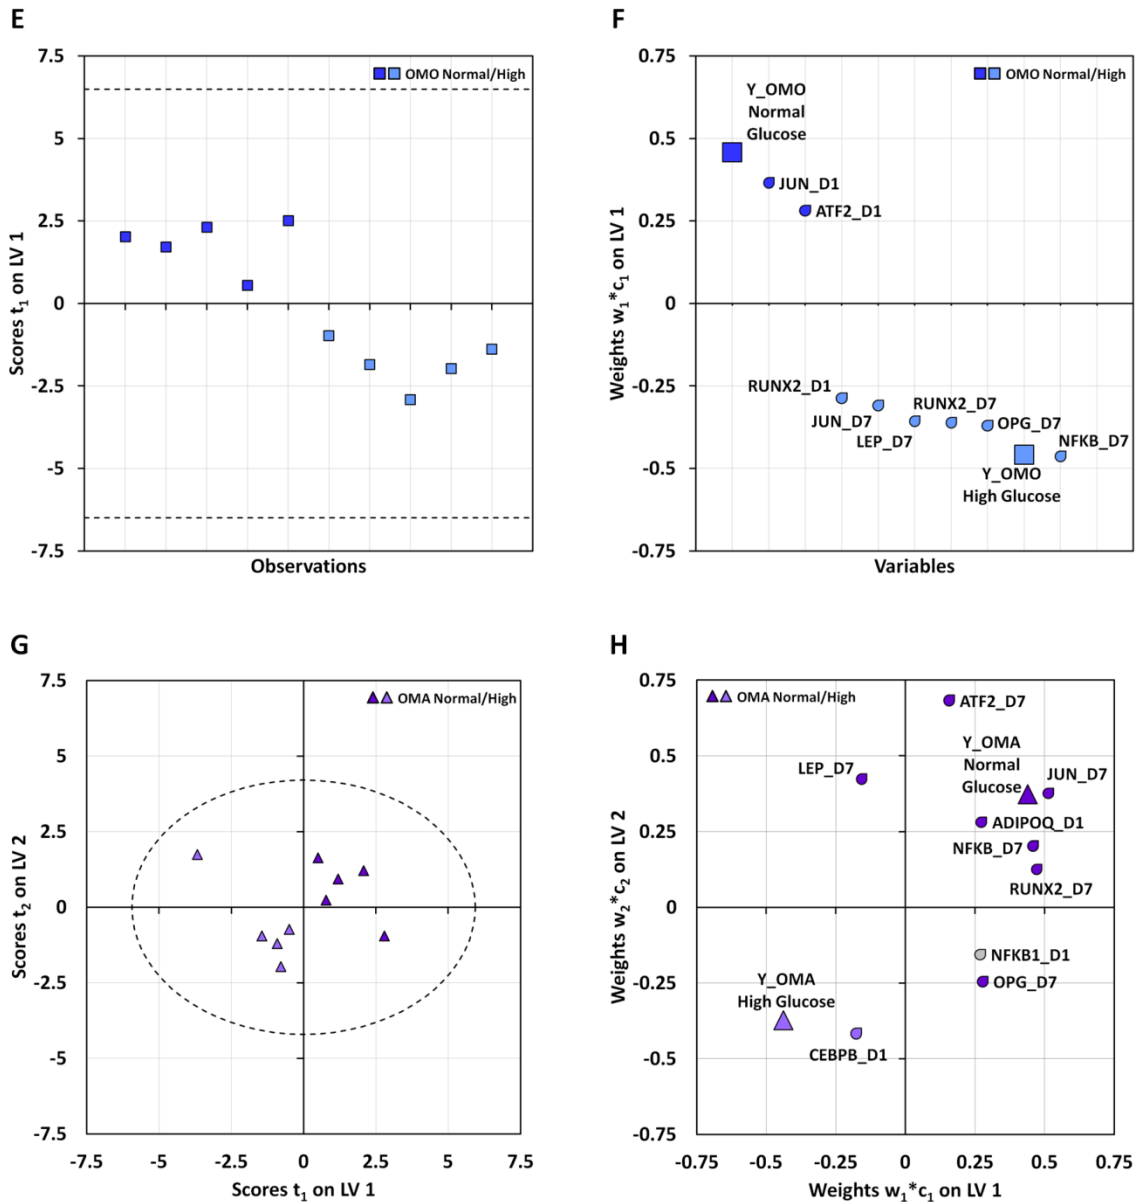 E
OMO Normal/High
7.5
5
2.5
0
-2.5
-5
-7.5
Scores t1 on LV 1
Observations
F
OMO Normal/High
0.75
0.5
0.25
0
-0.25
-0.5
-0.75
Weights w1*c1 on LV 1
Y_OMO
Normal
Glucose
JUN_D1
ATF2_D1
RUNX2_D1
JUN_D7
LEP_D7
RUNX2_D7
OPG_D7
NFKB_D7
Y_OMO
High Glucose
Variables
G
OMA Normal/High
7.5
5
2.5
0
-2.5
-5
-7.5
Scores t2 on LV 2
-7.5 -5 -2.5 0 2.5 5 7.5
Scores t1 on LV 1
H
OMA Normal/High
0.75
0.5
0.25
0
-0.25
-0.5
-0.75
Weights w2*c2 on LV 2
ATF2_D7
Y_OMA
Normal
Glucose
JUN_D7
LEP_D7
ADIPOQ_D1
NFKB_D7
RUNX2_D7
NFKB1_D1
OPG_D7
Y_OMA
High Glucose
CEBPB_D1
-0.75 -0.5 -0.25 0 0.25 0.5 0.75
Weights w1*c1 on LV 1